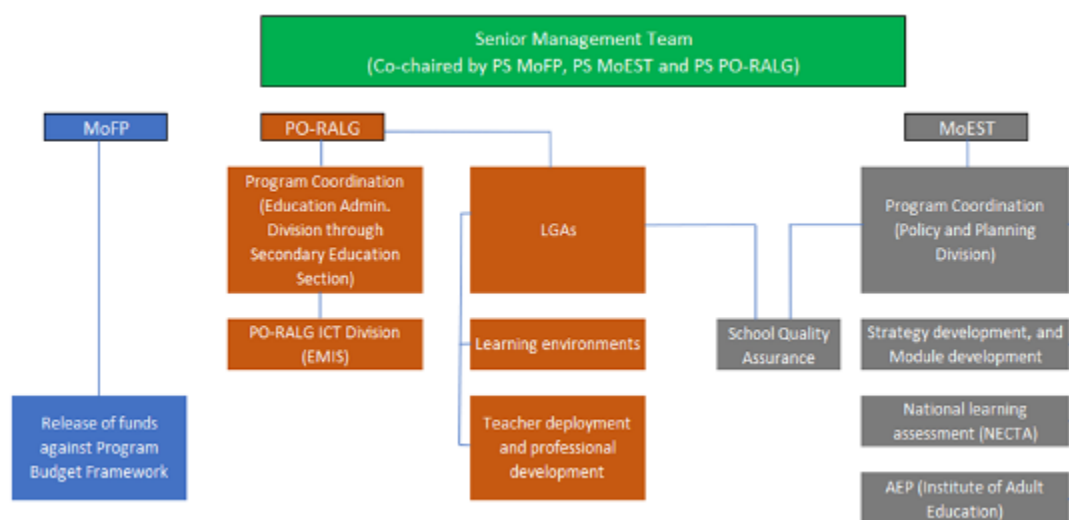 Senior Management Team
(Co-chaired by PS MoFP, PS MoEST and PS PO-RALG)
MoFP
PO-RALG
MoEST
Program Coordination
(Education Admin.
Division through
Secondary Education
Section)
LGAs
Program Coordination
(Policy and Planning
Division)
PO-RALG ICT Division
(EMIS)
Learning environments
School Quality
Assurance
Strategy development, and
Module development
Release of funds
against Program
Budget Framework
Teacher deployment
and professional
development
National learning
assessment (NECTA)
AEP (Institute of Adult
Education)